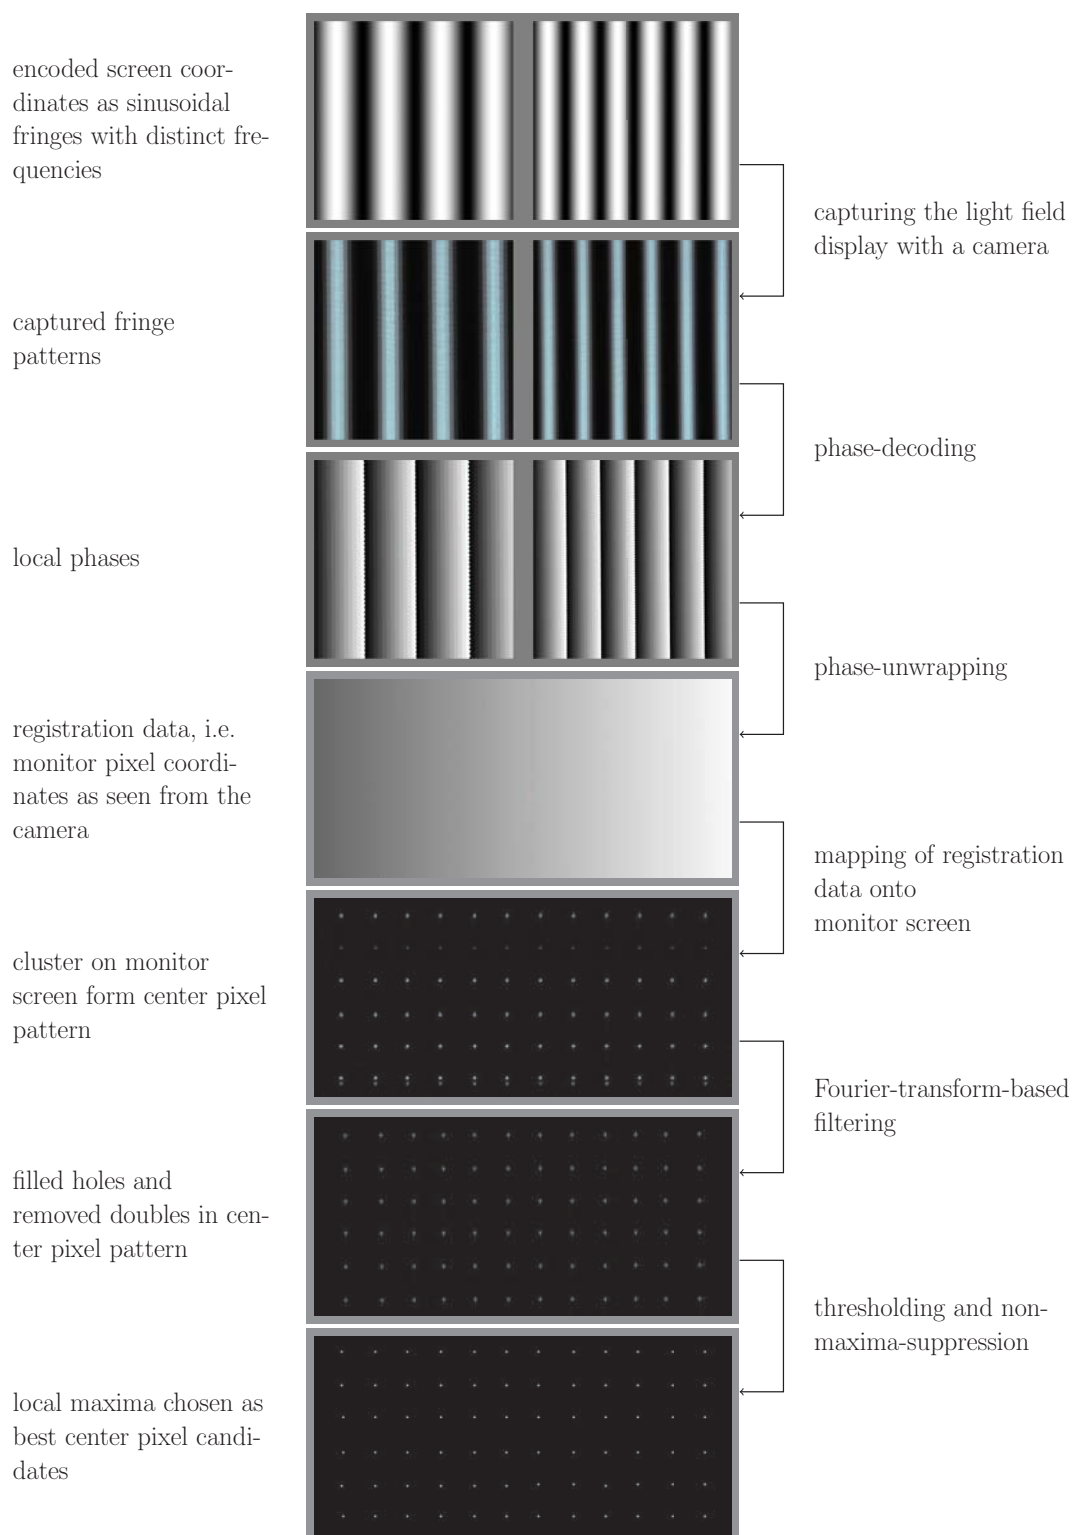 encoded screen coor-
dinates as sinusoidal
fringes with distinct fre-
quencies
capturing the light field
display with a camera
captured fringe
patterns
phase-decoding
local phases
phase-unwrapping
registration data, i.e.
monitor pixel coordi-
nates as seen from the
camera
mapping of registration
data onto
monitor screen
cluster on monitor
screen form center pixel
pattern
Fourier-transform-based
filtering
filled holes and
removed doubles in cen-
ter pixel pattern
thresholding and non-
maxima-suppression
local maxima chosen as
best center pixel candi-
dates